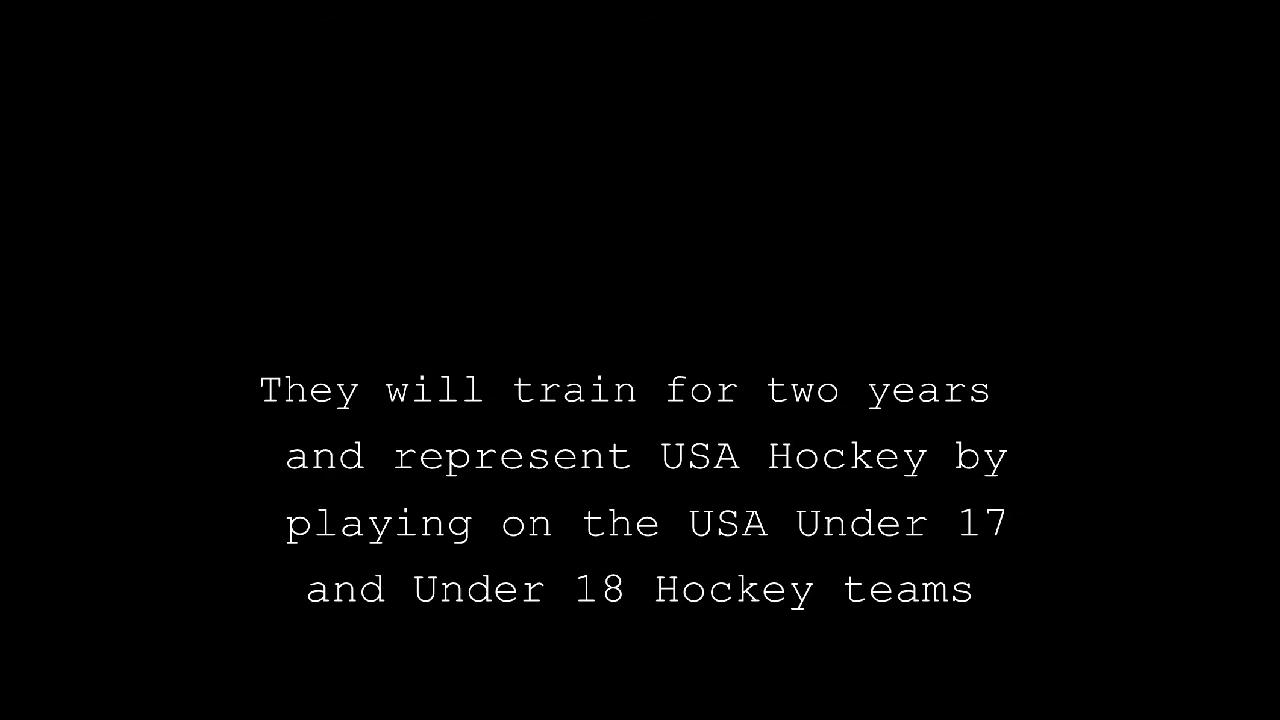 They will train for two years
and represent USA Hockey by
playing on the USA Under 17
and Under 18 Hockey teams